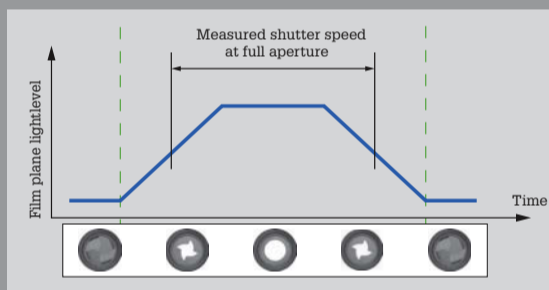 Measured shutter speed
at full aperture
Film plane lightlevel
Time